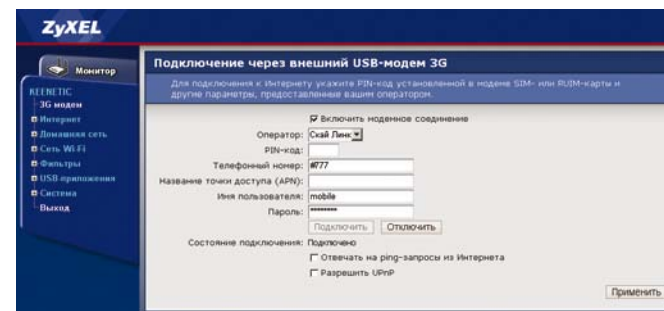 ZyXEL
Монитор
KEENETIC
3G модем
Интернет
Домашняя сеть
Сеть Wi-Fi
Фильтры
USB приложения
Система
Выход
Подключение через внешний USB-модем 3G
Для подключения к Интернету укажите PIN-код установленной в модеме SIM- или RUIM-карты и
другие параметры, предоставленные вашим оператором.
Включить модемное соединение
Оператор: Скай Линк
PIN-код:
Телефонный номер: #777
Название точки доступа (APN):
Имя пользователя: mobile
Пароль: ********
Подключить Отключить
Состояние подключения: Подключено
Отвечать на ping-запросы из Интернета
Разрешить UPnP
Применить